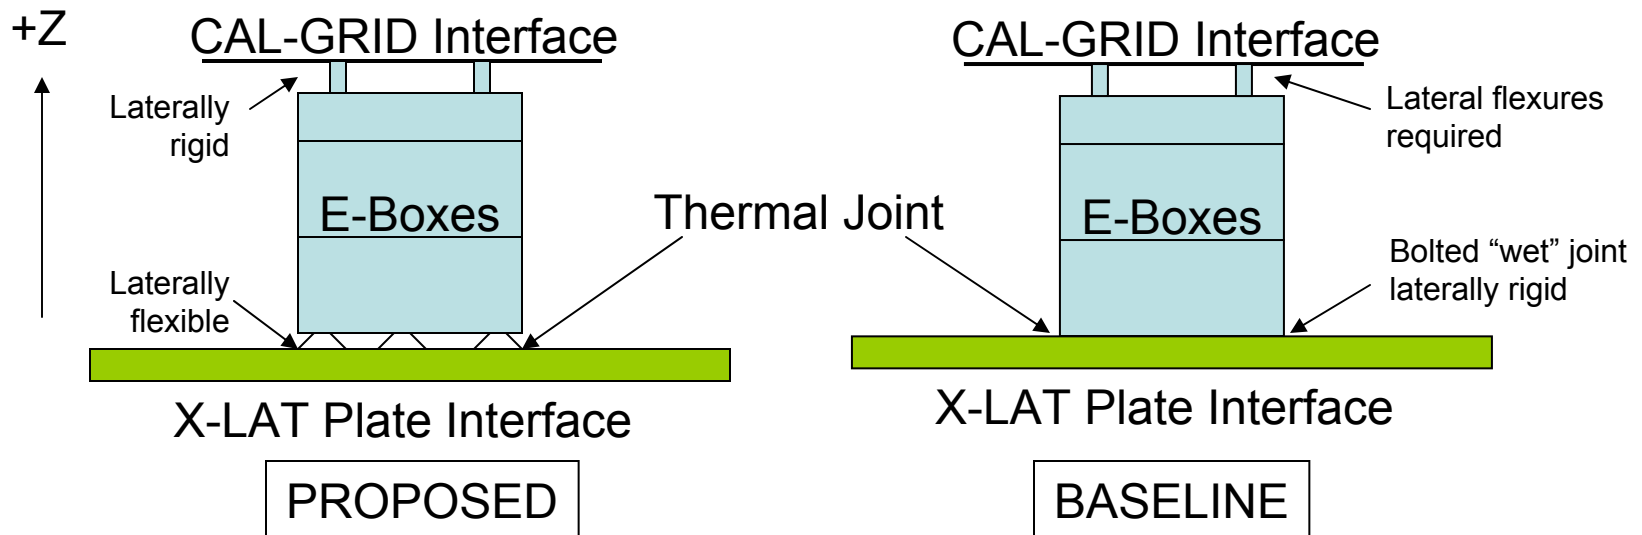 +Z
CAL-GRID Interface
Laterally
rigid
E-Boxes
Laterally
flexible
X-LAT Plate Interface
PROPOSED
Thermal Joint
CAL-GRID Interface
Lateral flexures
required
E-Boxes
Bolted “wet” joint
laterally rigid
X-LAT Plate Interface
BASELINE